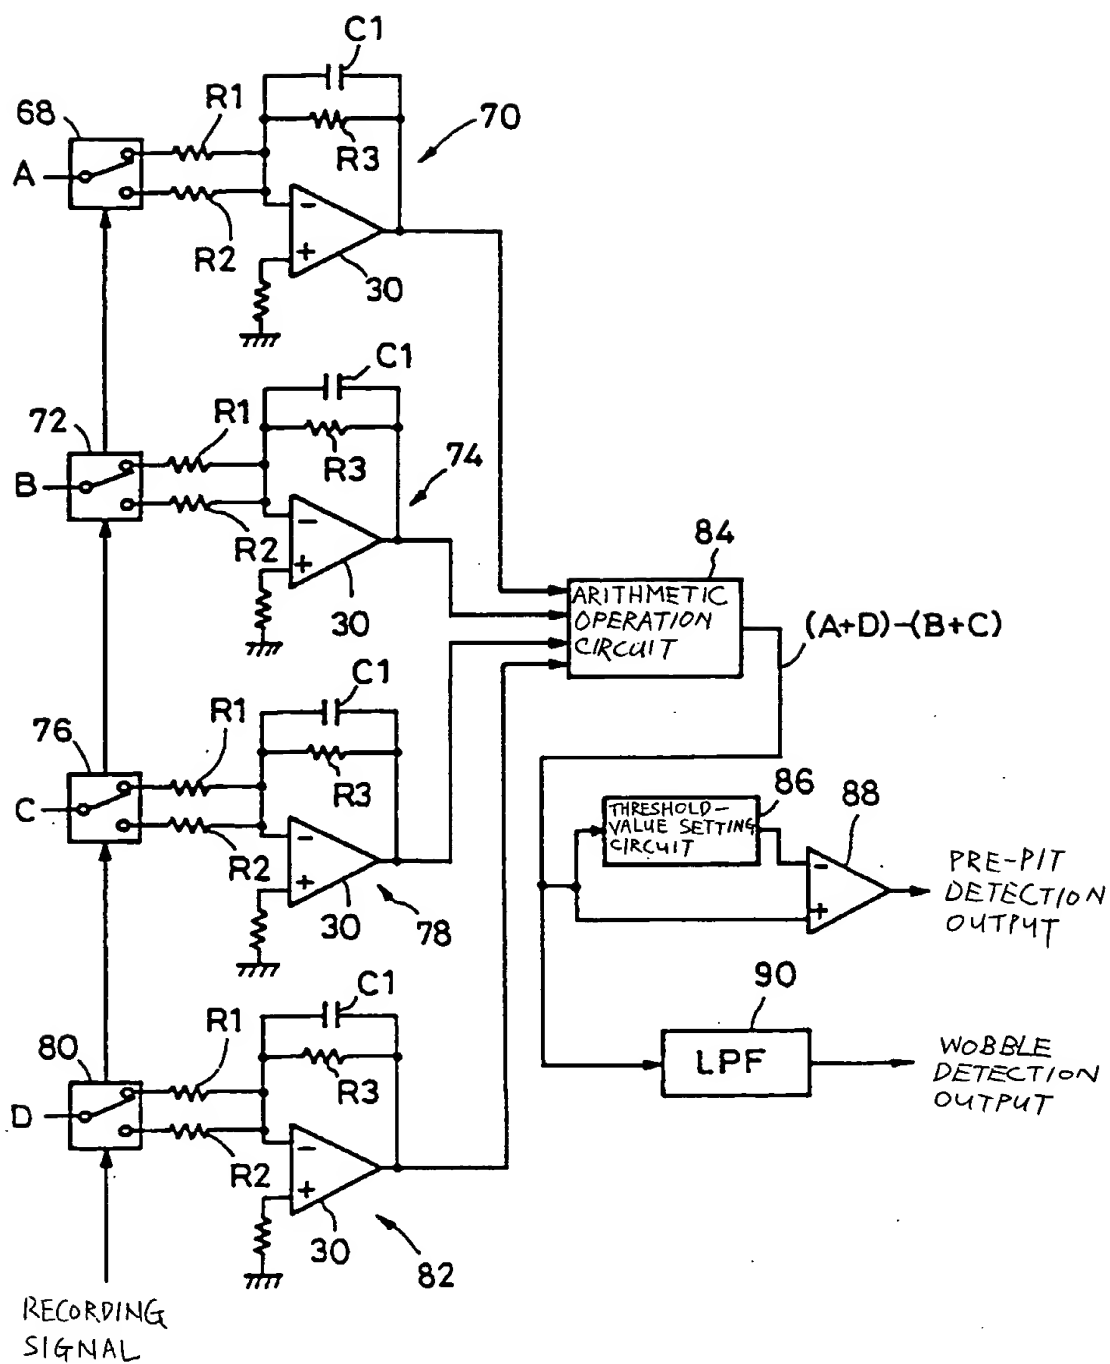 C1
R1
68
70
A
R3
R2
30
C1
R1
72
74
B
R3
R2
30
84
ARITHMETIC
OPERATION
CIRCUIT
(A+D)-(B+C)
C1
R1
76
C
R3
R2
30
78
86
88
THRESHOLD-
VALUE SETTING
CIRCUIT
PRE-PIT
DETECTION
OUTPUT
C1
R1
80
D
R3
R2
30
82
90
LPF
WOBBLE
DETECTION
OUTPUT
RECORDING
SIGNAL